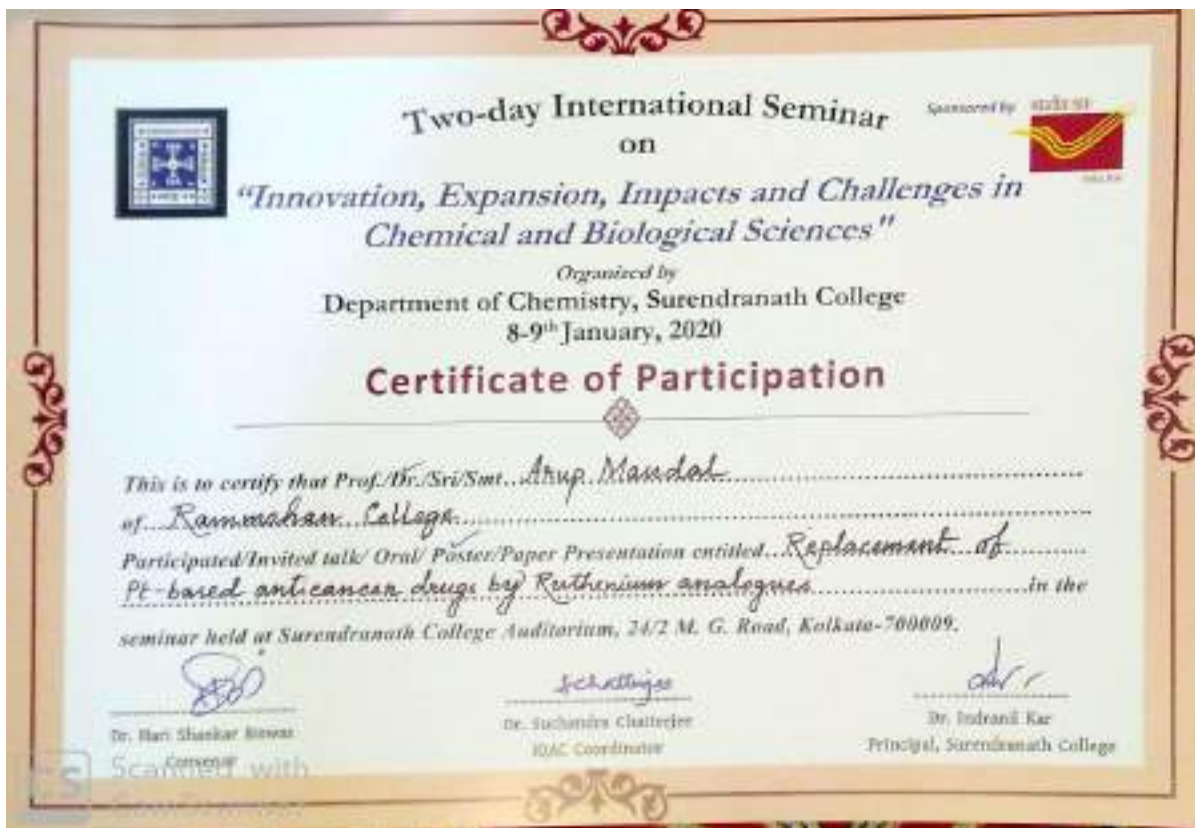 Two-day International Seminar
on
Sponsored by
"Innovation, Expansion, Impacts and Challenges in
Chemical and Biological Sciences"
Organized by
Department of Chemistry, Surendranath College
8-9th January, 2020
Certificate of Participation
This is to certify that Prof./Dr./Sri/Smt. Arup Mandal
of Rammohan College
Participated/Invited talk/ Oral/ Poster/Paper Presentation entitled Replacement of
Pt-based anticancer drugs by Ruthenium analogues in the
seminar held at Surendranath College Auditorium, 24/2 M. G. Road, Kolkata-700009.
SChatterjee
Dr. Hari Shankar Biswas
Convenor
Dr. Suchandra Chatterjee
IQAC Coordinator
Dr. Indranil Kar
Principal, Surendranath College
CS
Scanned with
CamScanner